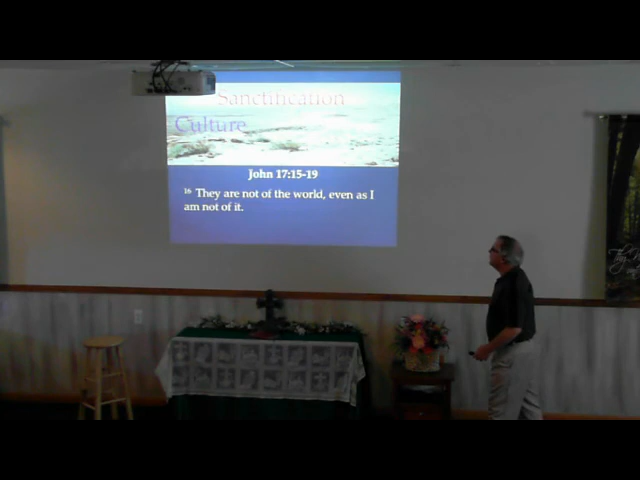 Sanctification
Culture
John 17:15-19
16 They are not of the world, even as I
am not of it.
Thy